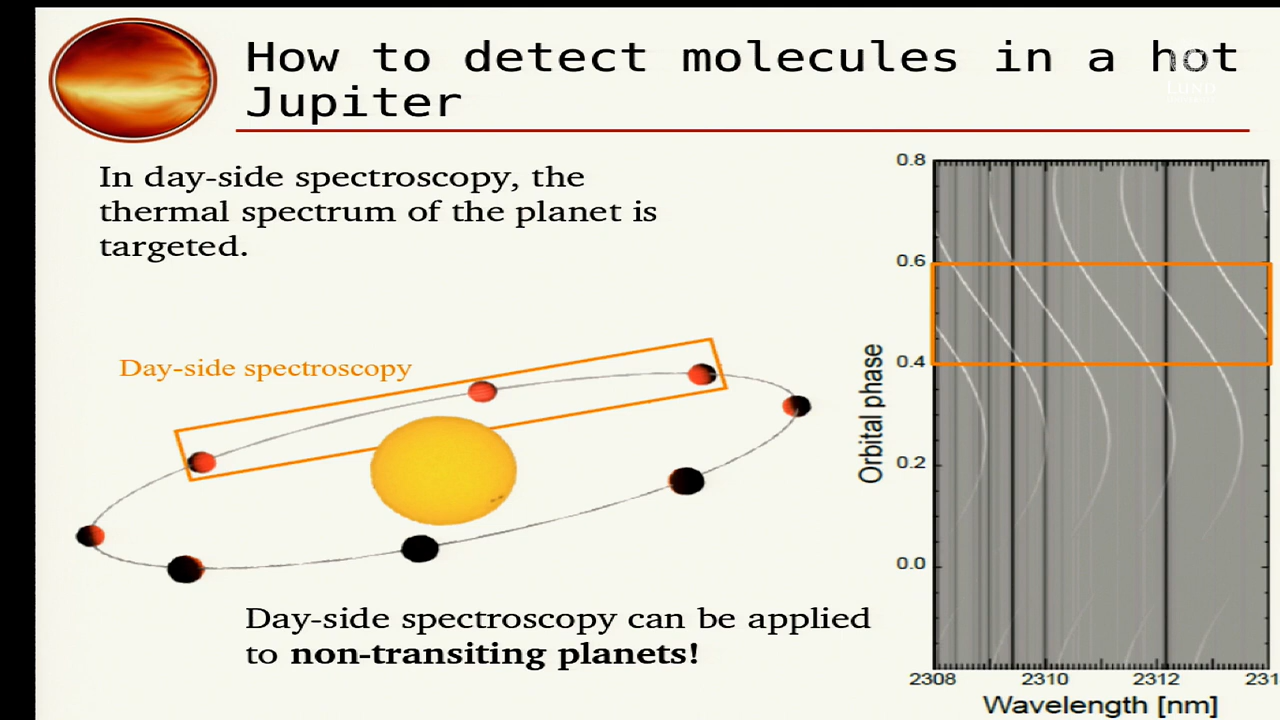 How to detect molecules in a hot
Jupiter
In day-side spectroscopy, the
thermal spectrum of the planet is
targeted.
Day-side spectroscopy
Day-side spectroscopy can be applied
to non-transiting planets!
0.8
0.6
0.4
0.2
0.0
Orbital phase
2308
2310
2312
231
Wavelength [nm]
LUND